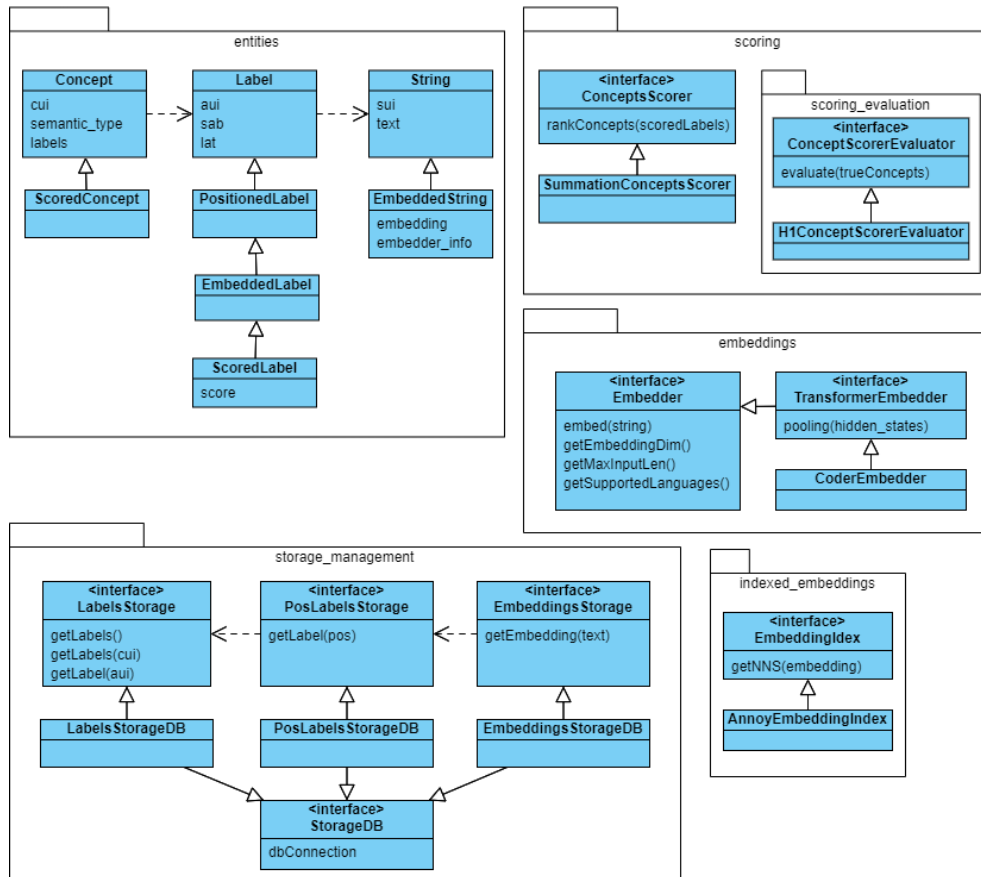 entities
Concept
cui
semantic_type
labels
Label
aui
sab
lat
String
sui
text
ScoredConcept
PositionedLabel
EmbeddedString
embedding
embedder_info
EmbeddedLabel
ScoredLabel
score
scoring
<interface>
ConceptsScorer
rankConcepts(scoredLabels)
SummationConceptsScorer
scoring_evaluation
<interface>
ConceptScorerEvaluator
evaluate(trueConcepts)
H1ConceptScorerEvaluator
embeddings
<interface>
Embedder
embed(string)
getEmbeddingDim()
getMaxInputLen()
getSupportedLanguages()
<interface>
TransformerEmbedder
pooling(hidden_states)
CoderEmbedder
storage_management
<interface>
LabelsStorage
getLabels()
getLabels(cui)
getLabel(aui)
<interface>
PosLabelsStorage
getLabel(pos)
<interface>
EmbeddingsStorage
getEmbedding(text)
LabelsStorageDB
PosLabelsStorageDB
EmbeddingsStorageDB
<interface>
StorageDB
dbConnection
indexed_embeddings
<interface>
EmbeddingIdex
getNNS(embedding)
AnnoyEmbeddingIndex